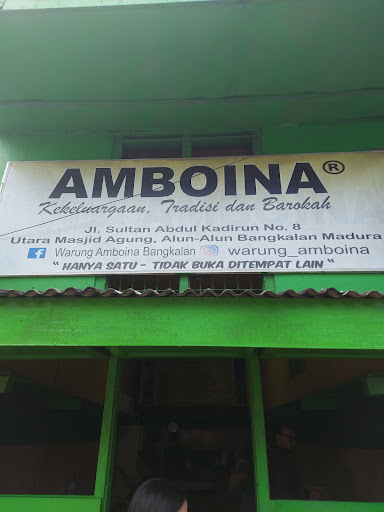 AMBOINA®
Kekeluargaan, Tradisi dan Barokah
Jl. Sultan Abdul Kadirun No. 8
Utara Masjid Agung, Alun-Alun Bangkalan Madura
Warung Amboina Bangkalan warung_amboina
" HANYA SATU - TIDAK BUKA DITEMPAT LAIN "